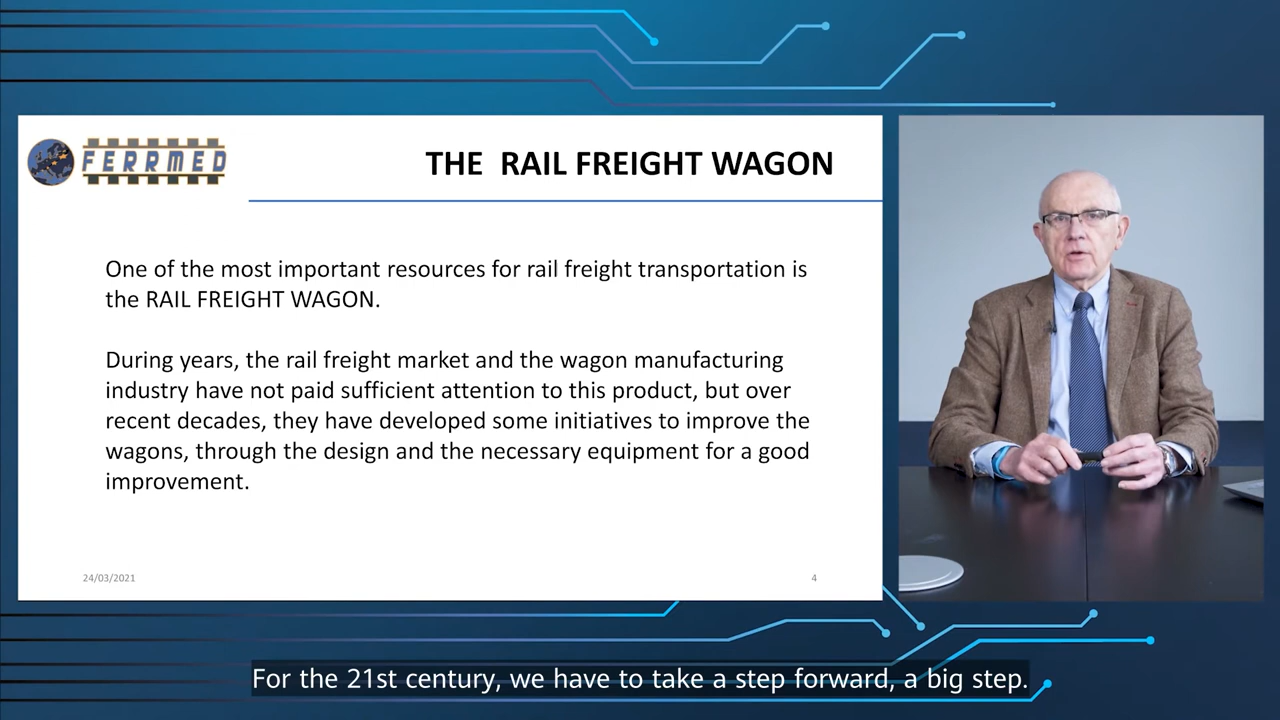 FERRMED
THE RAIL FREIGHT WAGON
One of the most important resources for rail freight transportation is
the RAIL FREIGHT WAGON.
During years, the rail freight market and the wagon manufacturing
industry have not paid sufficient attention to this product, but over
recent decades, they have developed some initiatives to improve the
wagons, through the design and the necessary equipment for a good
improvement.
24/03/2021
4
For the 21st century, we have to take a step forward, a big step.